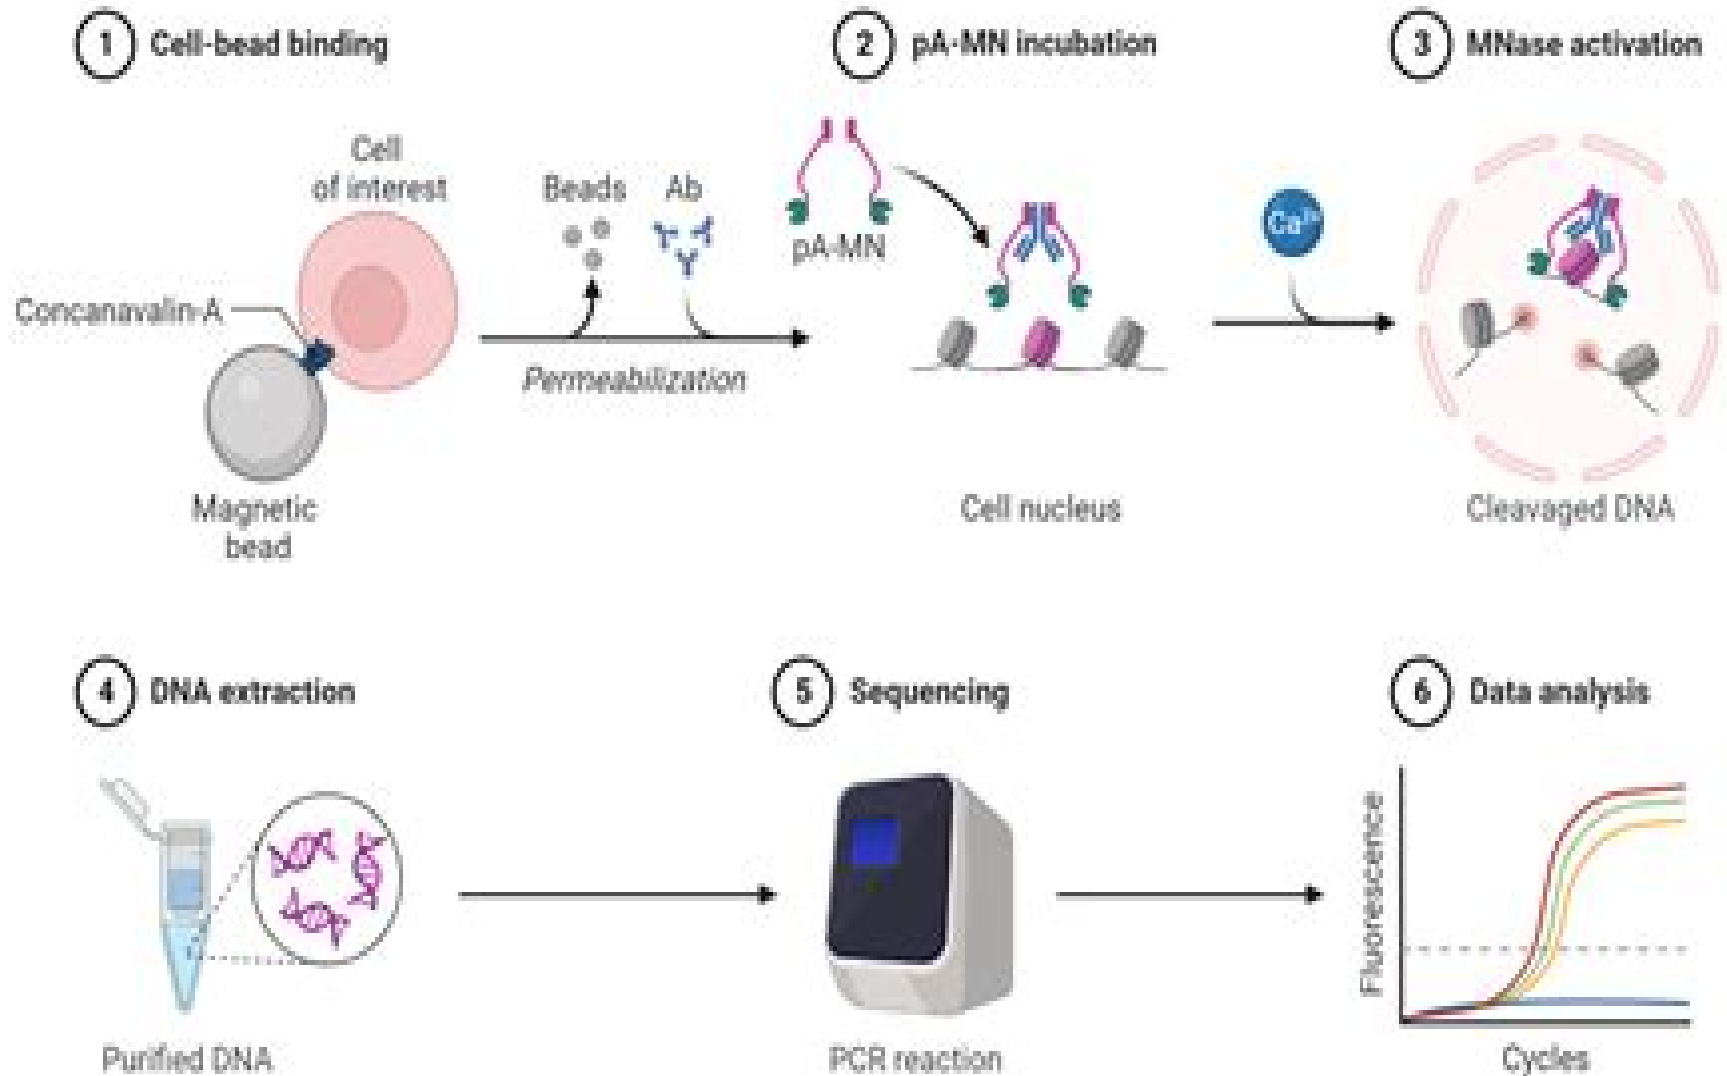 1 Cell-bead binding
2 pA-MN incubation
3 MNase activation
Cell
of interest
Beads
Ab
pA-MN
Ca²⁺
Concanavalin-A
Permeabilization
Magnetic
bead
Cell nucleus
Cleavaged DNA
4 DNA extraction
5 Sequencing
6 Data analysis
Fluorescence
Purified DNA
PCR reaction
Cycles